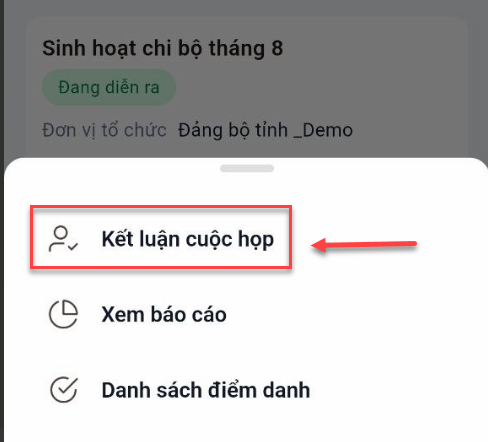 Sinh hoạt chi bộ tháng 8
Đang diễn ra
Đơn vị tổ chức Đảng bộ tỉnh _Demo
Kết luận cuộc họp
Xem báo cáo
Danh sách điểm danh